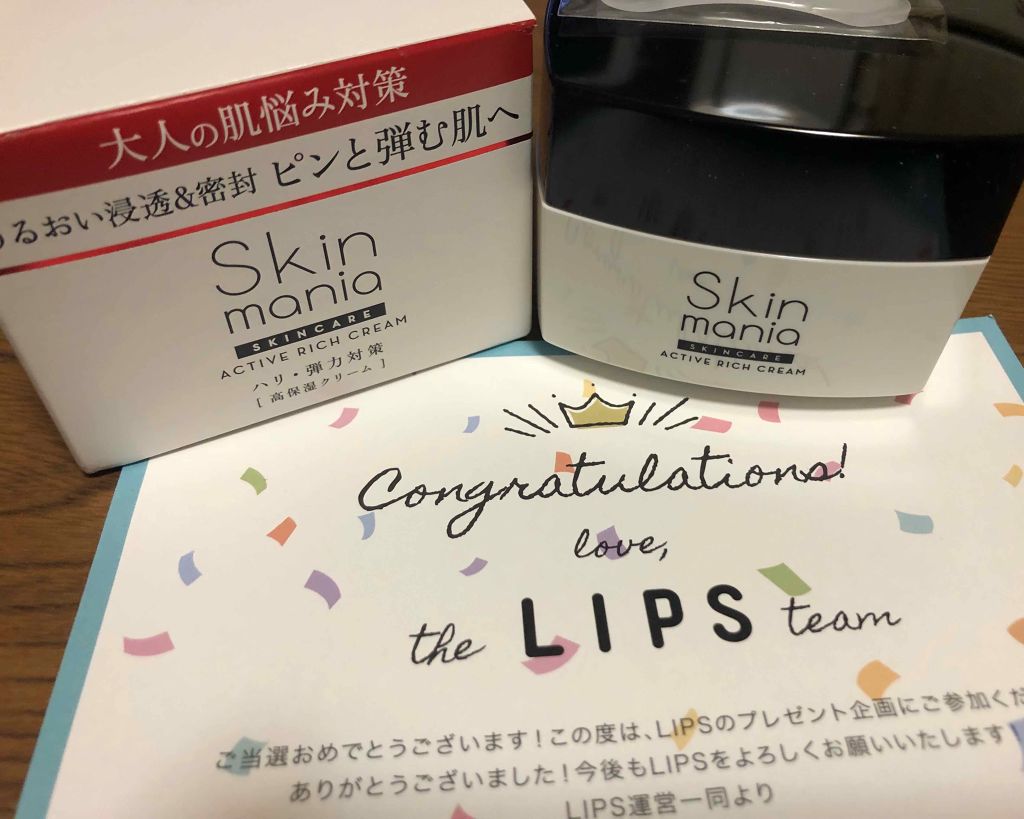 大人の肌悩み対策
うるおい浸透&密封 ピンと弾む肌へ
Skin
mania
SKINCARE
ACTIVE RICH CREAM
ハリ・弾力対策
[ 高保湿クリーム ]
Skin
mania
SKINCARE
ACTIVE RICH CREAM
Congratulations!
love,
the LIPS team
ご当選おめでとうございます！この度は、LIPSのプレゼント企画にご参加くだ
ありがとうございました！今後もLIPSをよろしくお願いいたします
LIPS運営一同より